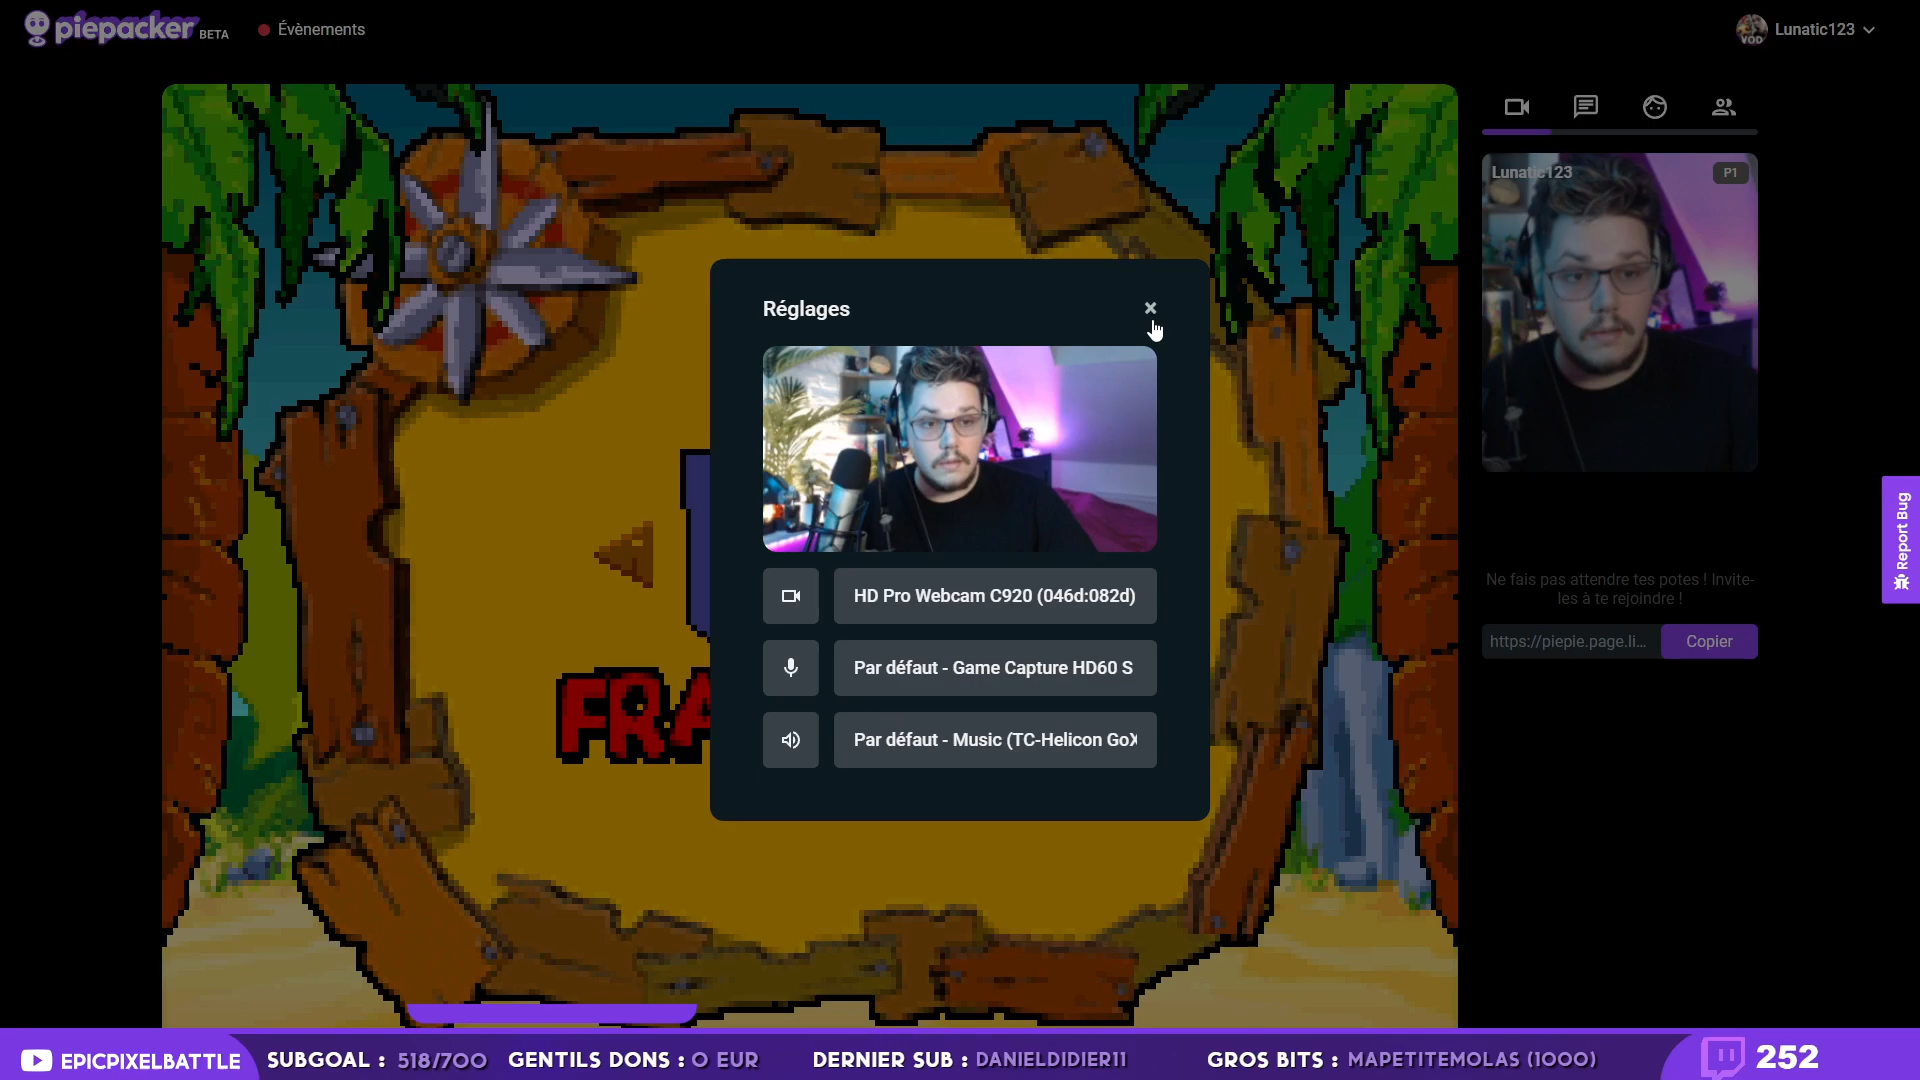 piepacker BETA
Évènements
Lunatic123
VOD
Lunatic123
P1
Réglages
HD Pro Webcam C920 (046d:082d)
Par défaut - Game Capture HD60 S
Par défaut - Music (TC-Helicon GoX
FRA
Ne fais pas attendre tes potes ! Invite-
les à te rejoindre !
https://piepie.page.li...
Copier
Report Bug
EPICPIXELBATTLE
SUBGOAL : 518/700
GENTILS DONS : 0 EUR
DERNIER SUB : DANIELDIDIER11
GROS BITS : MAPETITEMOLAS (1000)
252